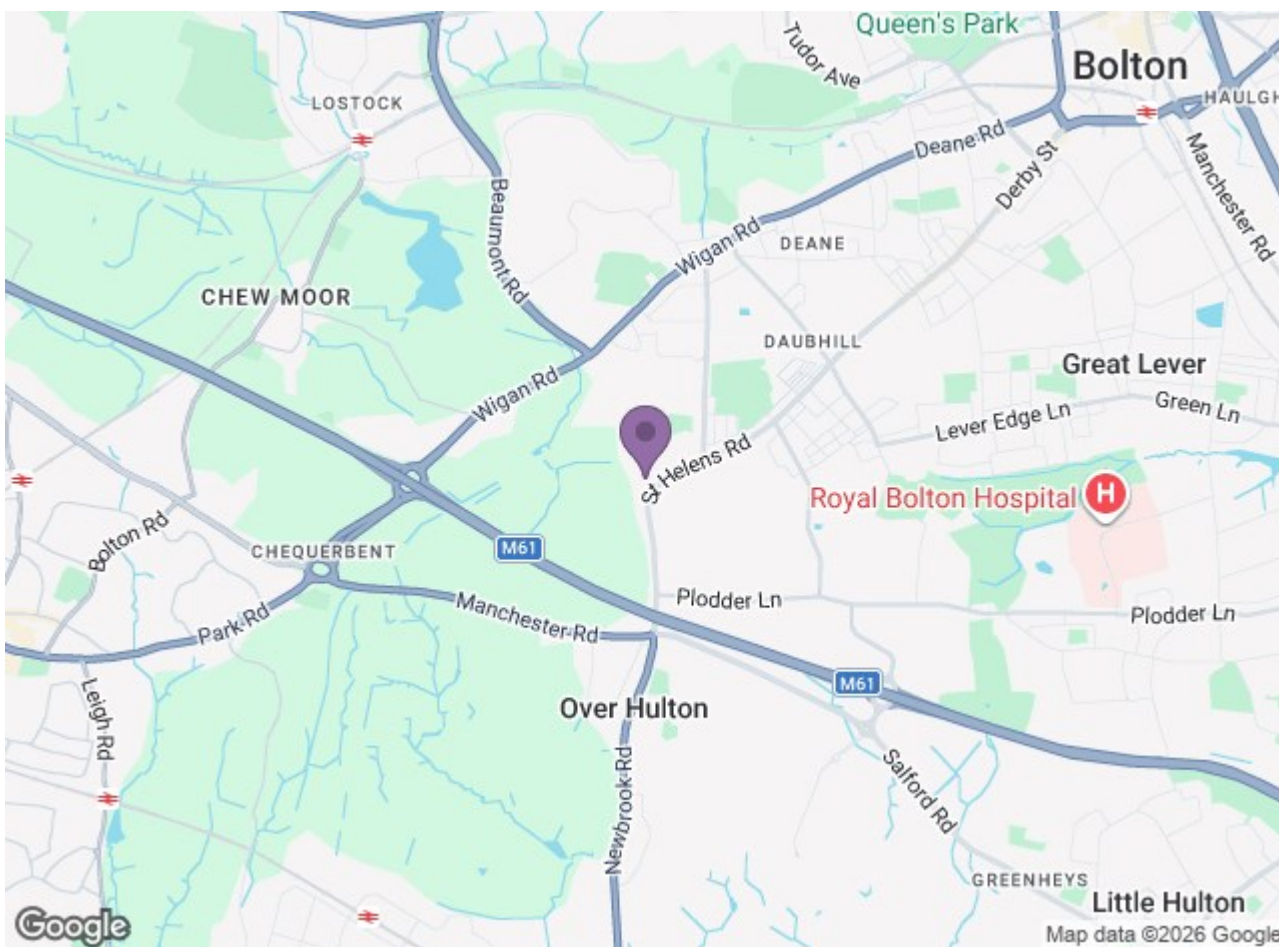 Queen's Park
Tudor Ave
Bolton
HAULGH
LOSTOCK
Deane Rd
Derby St
Manchester Rd
Beaumont Rd
Wigan Rd
DEANE
CHEW MOOR
DAUBHILL
Great Lever
Wigan Rd
Lever Edge Ln
Green Ln
St Helens Rd
Royal Bolton Hospital
H
Bolton Rd
CHEQUERBENT
M61
Plodder Ln
Plodder Ln
Park Rd
Manchester Rd
M61
Leigh Rd
Over Hulton
Newbrook Rd
Salford Rd
GREENHEYS
Little Hulton
Google
Map data ©2026 Google